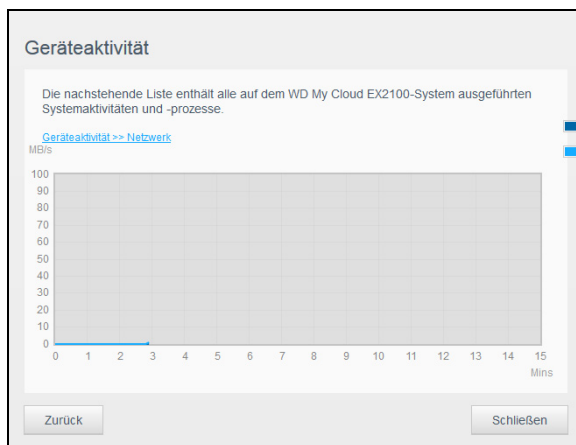 Geräteaktivität
Die nachstehende Liste enthält alle auf dem WD My Cloud EX2100-System ausgeführten
Systemaktivitäten und -prozesse.
Geräteaktivität >> Netzwerk
MB/s
100
90
80
70
60
50
40
30
20
10
0
0 1 2 3 4 5 6 7 8 9 10 11 12 13 14 15
Mins
Zurück Schließen